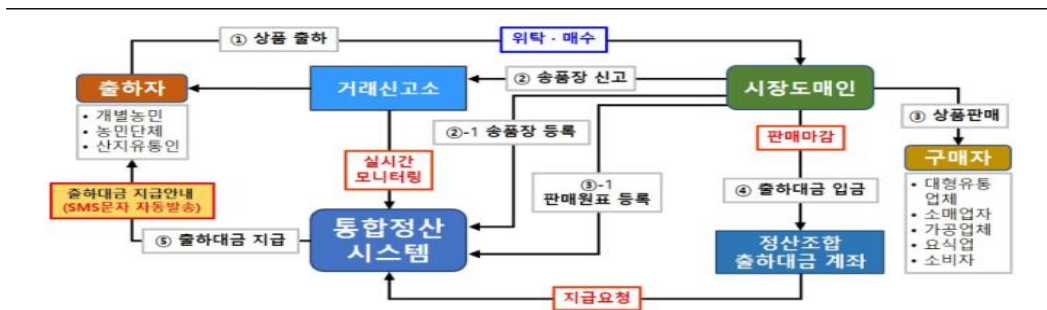 ① 상품 출하
위탁 · 매수
출하자
• 개별농민
• 농민단체
• 산지유통인
거래신고소
② 송품장 신고
시장도매인
②-1 송품장 등록
③ 상품판매
판매마감
실시간
모니터링
구매자
• 대형유통
업체
• 소매업자
• 가공업체
• 요식업
• 소비자
③-1
판매원표 등록
④ 출하대금 입금
출하대금 지급안내
(SMS문자 자동발송)
⑤ 출하대금 지급
통합정산
시스템
정산조합
출하대금 계좌
지급요청